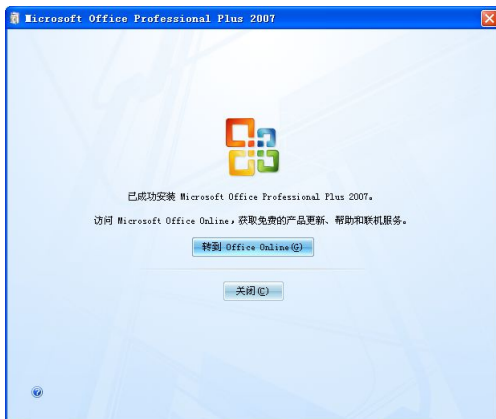 Microsoft Office Professional Plus 2007
已成功安装 Microsoft Office Professional Plus 2007。
访问 Microsoft Office Online，获取免费的产品更新、帮助和联机服务。
转到 Office Online(G)
关闭(C)